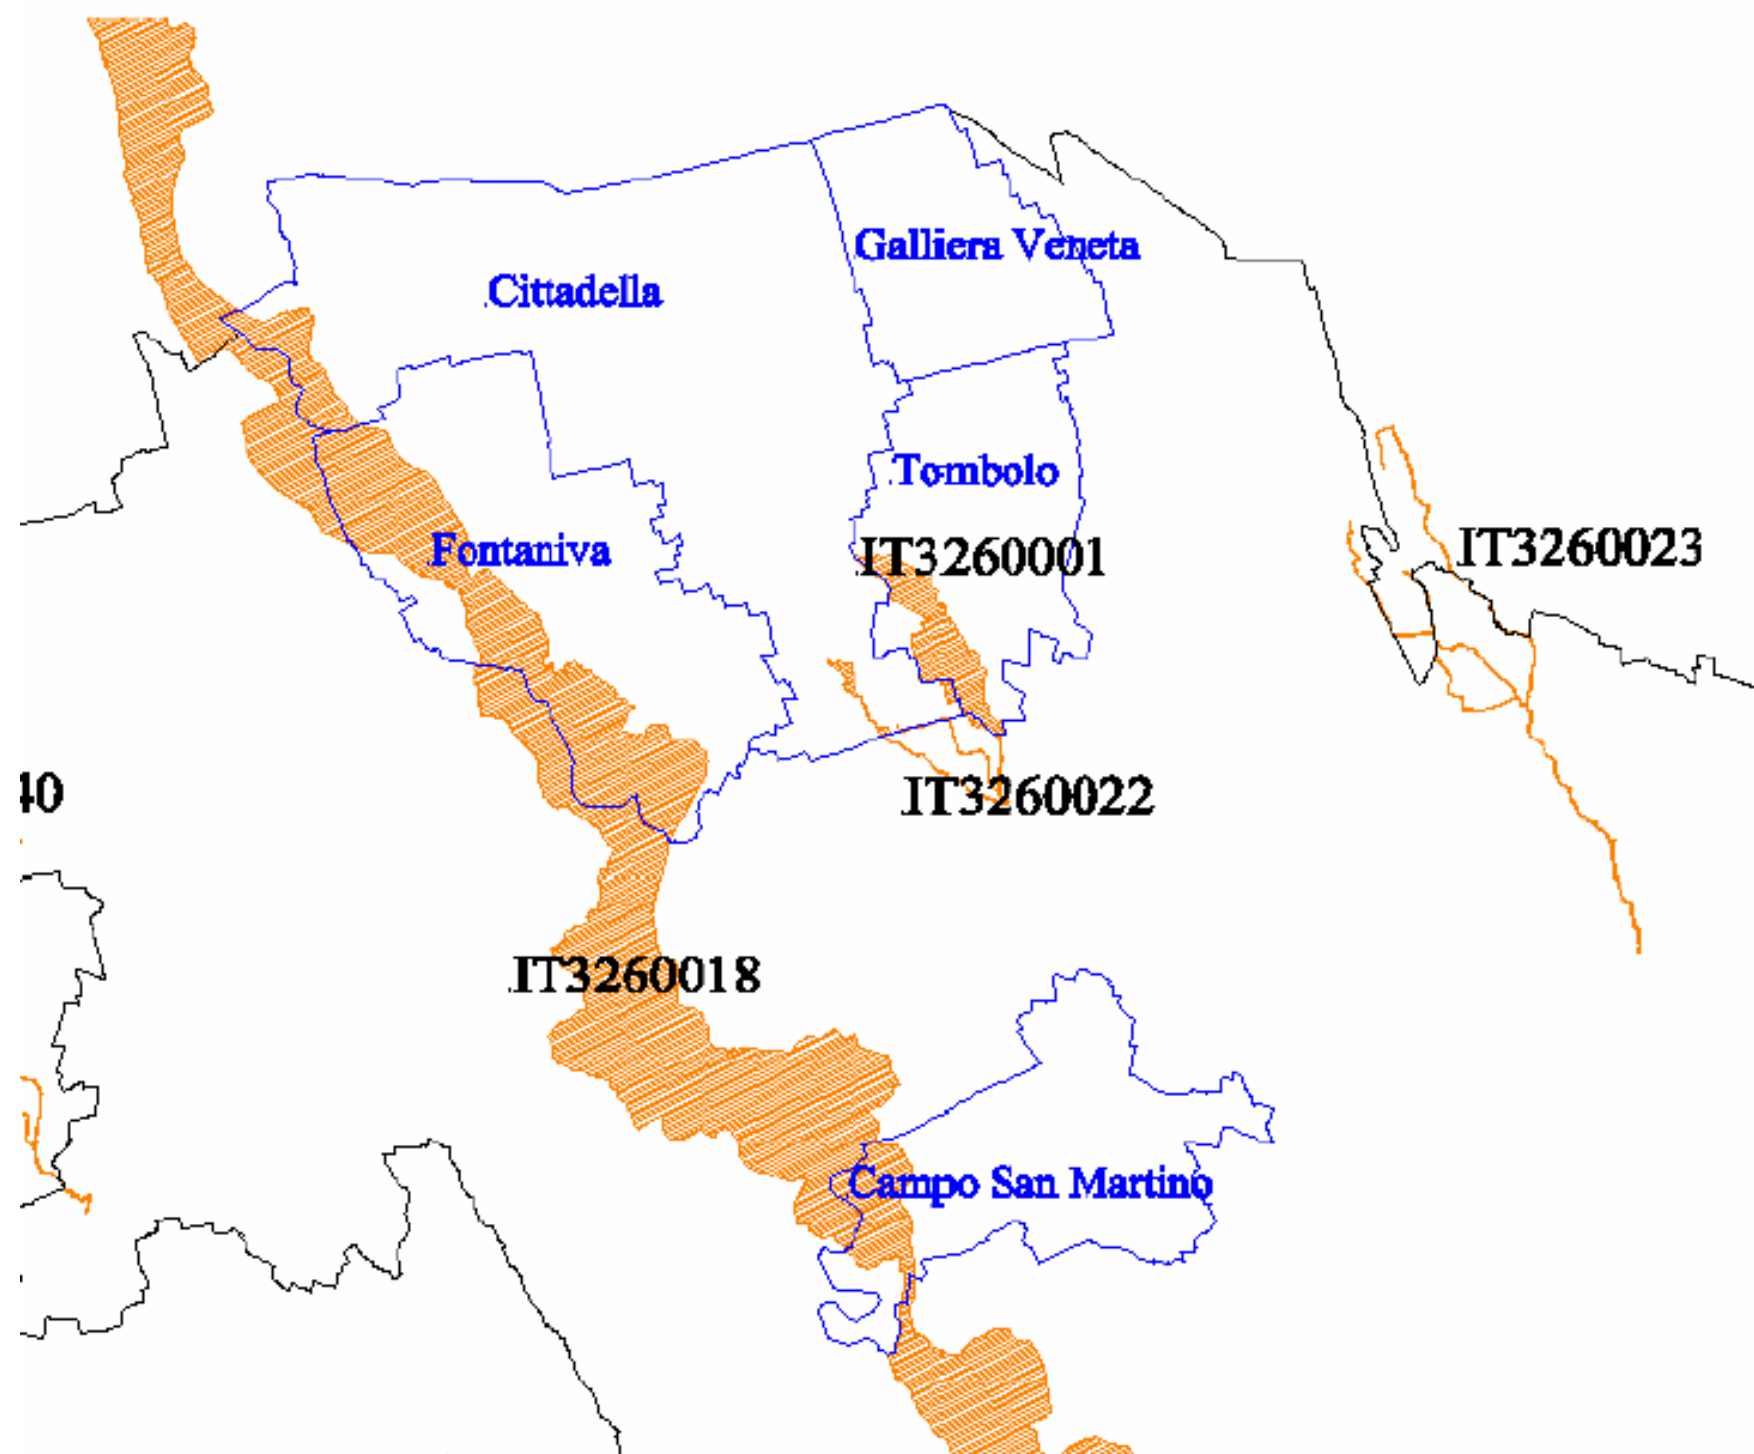 Galliera Veneta
Cittadella
Tombolo
Fontaniva
IT3260001
IT3260023
40
IT3260022
IT3260018
Campo San Martino